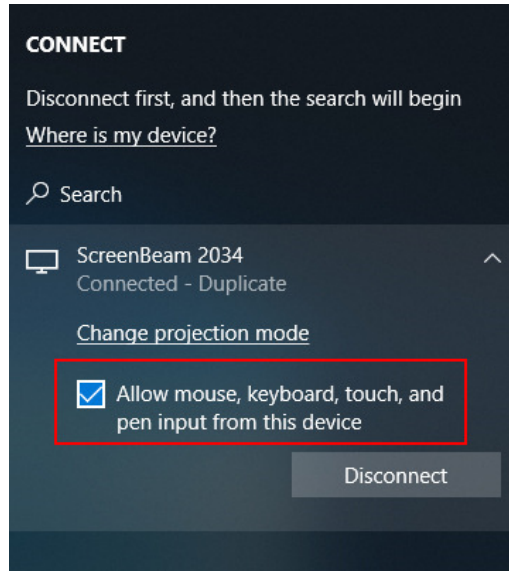 CONNECT
Disconnect first, and then the search will begin
Where is my device?
Search
ScreenBeam 2034
Connected - Duplicate
Change projection mode
Allow mouse, keyboard, touch, and
pen input from this device
Disconnect